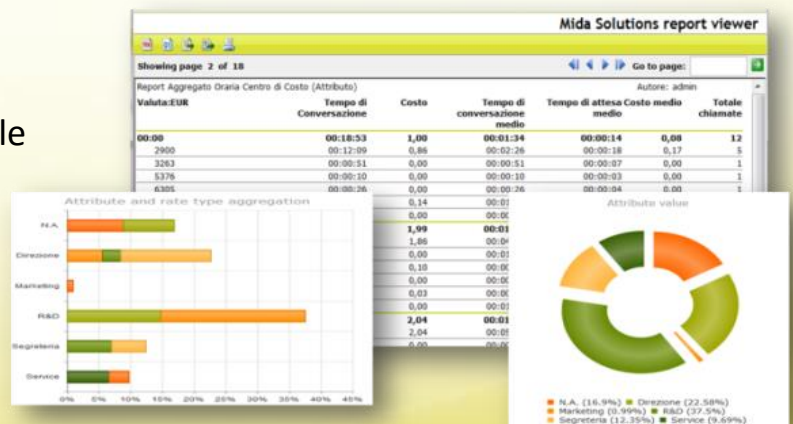 le
Mida Solutions report viewer
Showing page 2 of 18
Go to page:
Report Aggregato Oraria Centro di Costo (Attributo) Autore: admin
Valuta:EUR Tempo di Conversazione Costo Tempo di conversazione medio Tempo di attesa medio Costo medio Totale chiamate
00:00 00:18:53 1,00 00:01:34 00:00:14 0,08 12
2900 00:12:09 0,86 00:02:26 00:00:18 0,17 5
3263 00:00:51 0,00 00:00:51 00:00:07 0,00 1
5376 00:00:10 0,00 00:00:10 00:00:03 0,00 1
6305 00:00:26 0,00 00:00:26 00:00:04 0,00 1
0,14
0,00
1,99
1,86
0,00
0,10
0,00
0,03
0,00
2,04
2,04
0,00
Attribute and rate type aggregation
N.A.
Direzione
Marketing
R&D
Segreteria
Service
0% 5% 10% 15% 20% 25% 30% 35% 40% 45%
Attribute value
N.A. (16.9%) Direzione (22.58%)
Marketing (0.99%) R&D (37.5%)
Segreteria (12.35%) Service (9.69%)